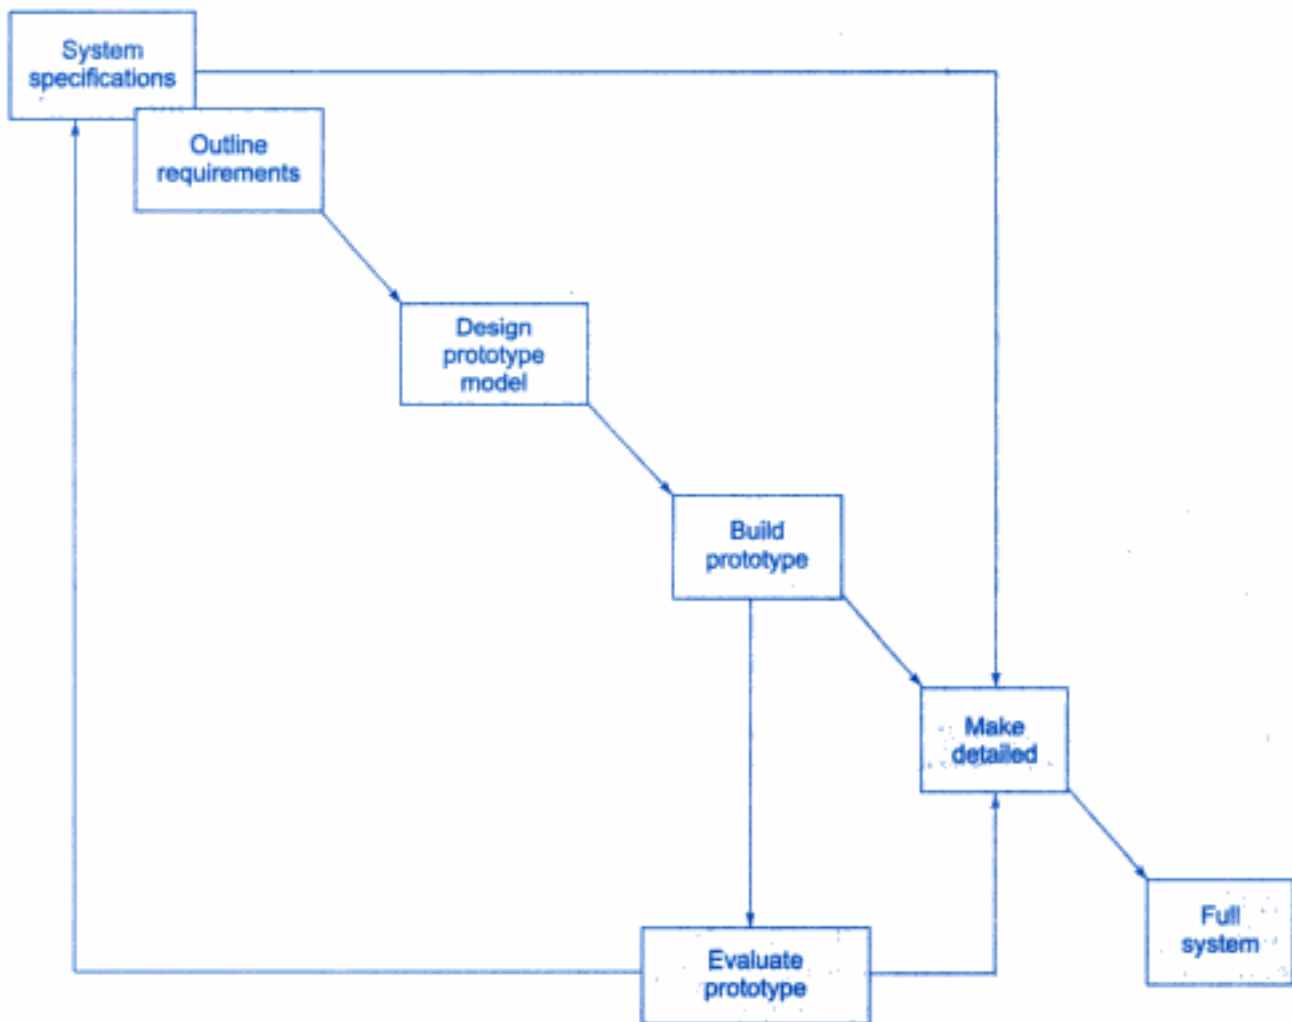 System
specifications
Outline
requirements
Design
prototype
model
Build
prototype
Make
detailed
Full
system
Evaluate
prototype